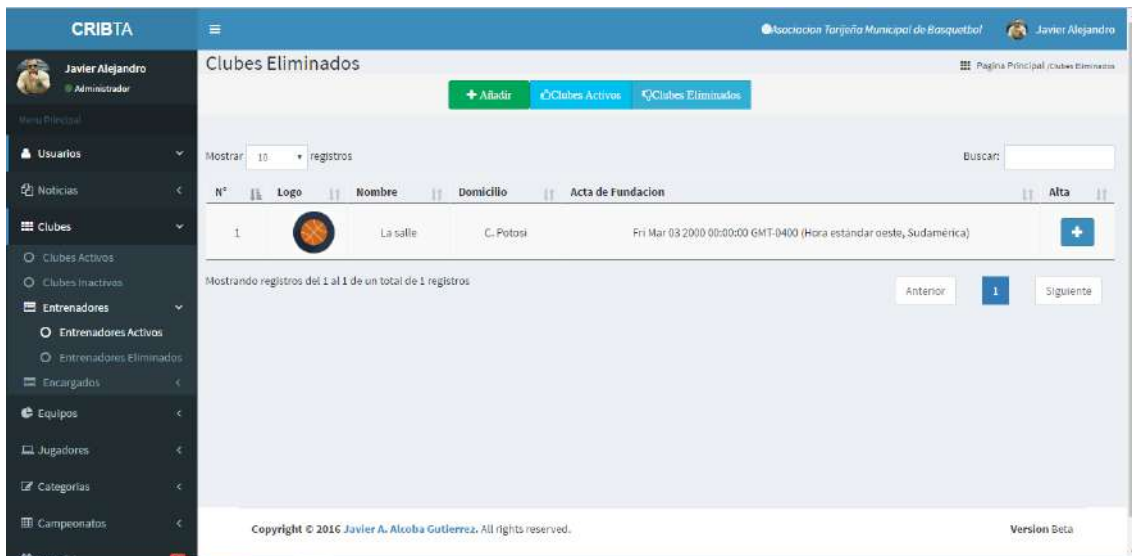 CRIBTA
Asociacion Tarijeña Municipal de Basquetbol
Javier Alejandro
Javier Alejandro
Administrador
Menu Principal
Usuarios
Noticias
Clubes
Clubes Activos
Clubes Inactivos
Entrenadores
Entrenadores Activos
Entrenadores Eliminados
Encargados
Equipos
Jugadores
Categorias
Campeonatos
Clubes Eliminados
Pagina Principal /Clubes Eliminados
Añadir
Clubes Activos
Clubes Eliminados
Mostrar 10 registros
Buscar:
N° Logo Nombre Domicilio Acta de Fundacion Alta
1 La salle C. Potosi Fri Mar 03 2000 00:00:00 GMT-0400 (Hora estándar oeste, Sudamérica)
Mostrando registros del 1 al 1 de un total de 1 registros
Anterior 1 Siguiente
Copyright © 2016 Javier A. Alcoba Gutierrez. All rights reserved.
Version Beta